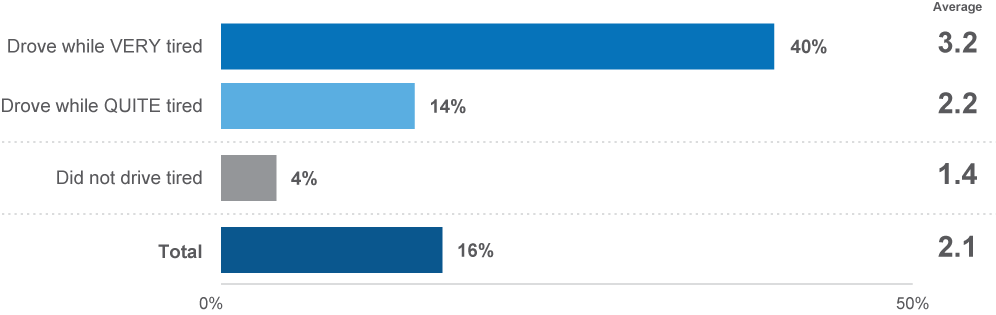 Average
Drove while VERY tired 40% 3.2
Drove while QUITE tired 14% 2.2
Did not drive tired 4% 1.4
Total 16% 2.1
0% 50%